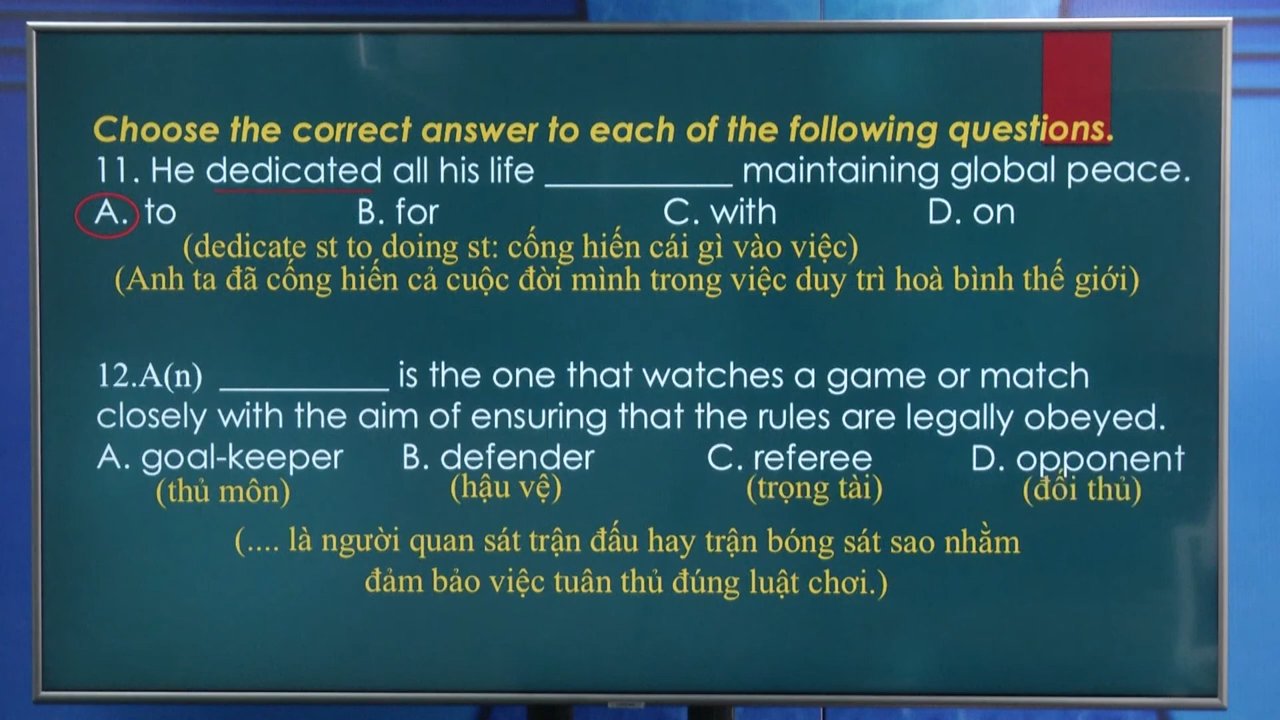 Choose the correct answer to each of the following questions.
11. He dedicated all his life __________ maintaining global peace.
A. to B. for C. with D. on
(dedicate st to doing st: cống hiến cái gì vào việc)
(Anh ta đã cống hiến cả cuộc đời mình trong việc duy trì hoà bình thế giới)
12.A(n) _________ is the one that watches a game or match
closely with the aim of ensuring that the rules are legally obeyed.
A. goal-keeper B. defender C. referee D. opponent
(thủ môn) (hậu vệ) (trọng tài) (đối thủ)
(.... là người quan sát trận đấu hay trận bóng sát sao nhằm
đảm bảo việc tuân thủ đúng luật chơi.)